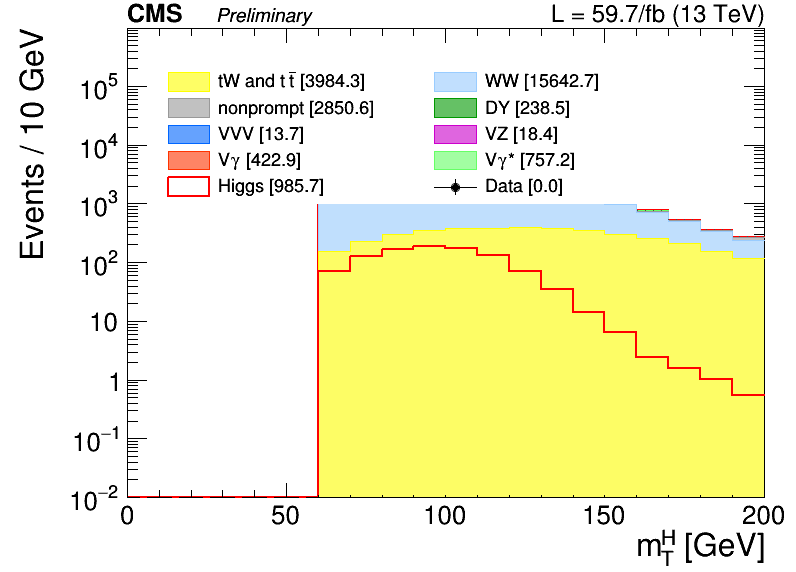 CMS Preliminary L = 59.7/fb (13 TeV)
Events / 10 GeV
tW and tt̅ [3984.3] WW [15642.7]
nonprompt [2850.6] DY [238.5]
VVV [13.7] VZ [18.4]
Vγ [422.9] Vγ* [757.2]
Higgs [985.7] Data [0.0]
10⁵
10⁴
10³
10²
10
1
10⁻¹
10⁻²
0 50 100 150 200
m_T^H [GeV]